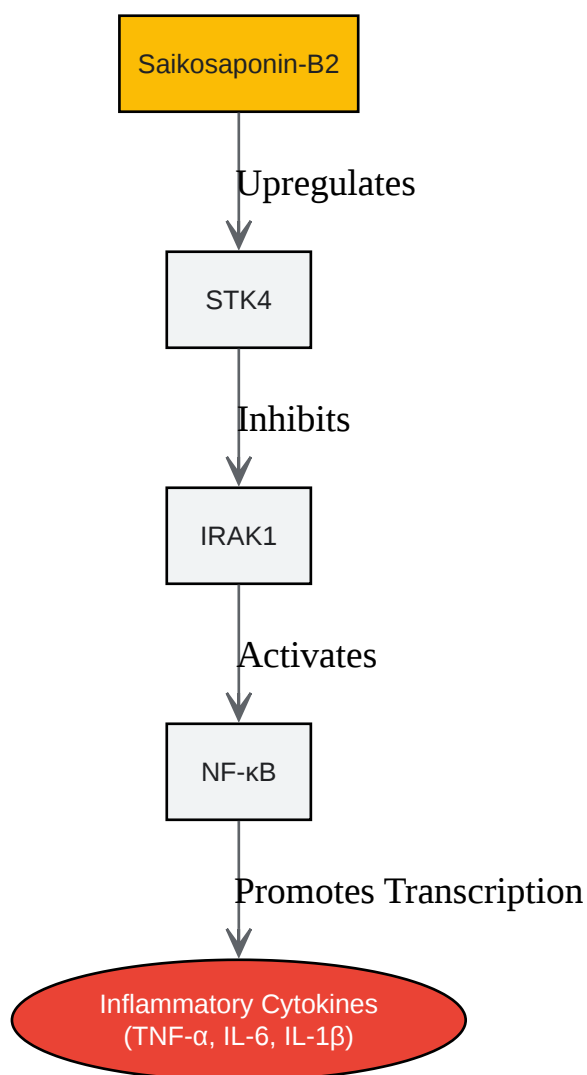 Saikosaponin-B2
Upregulates
STK4
Inhibits
IRAK1
Activates
NF-κB
Promotes Transcription
Inflammatory Cytokines
(TNF-α, IL-6, IL-1β)